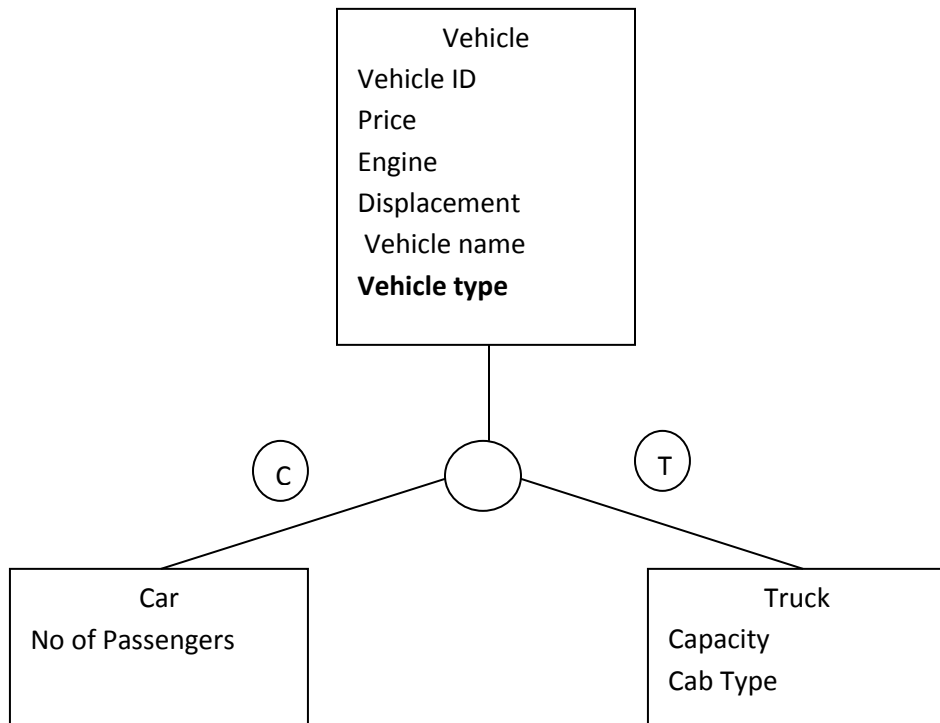 Vehicle
Vehicle ID
Price
Engine
Displacement
Vehicle name
Vehicle type
C
T
Car
No of Passengers
Truck
Capacity
Cab Type